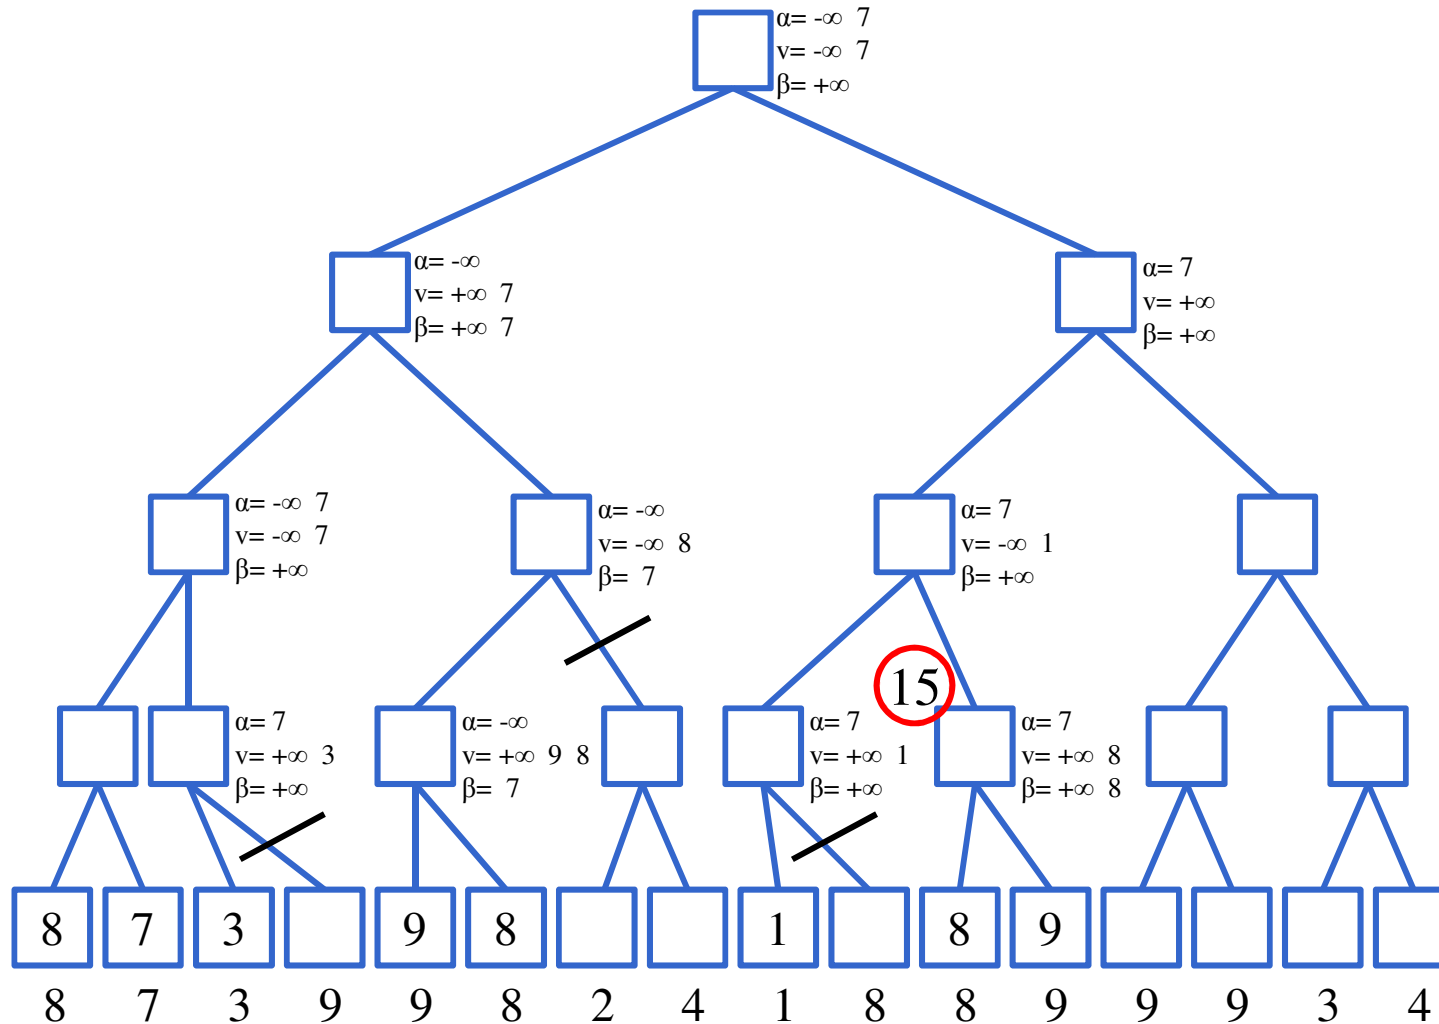 α= -∞ 7
v= -∞ 7
β= +∞
α= -∞
v= +∞ 7
β= +∞ 7
α= 7
v= +∞
β= +∞
α= -∞ 7
v= -∞ 7
β= +∞
α= -∞
v= -∞ 8
β= 7
α= 7
v= -∞ 1
β= +∞
15
α= 7
v= +∞ 3
β= +∞
α= -∞
v= +∞ 9 8
β= 7
α= 7
v= +∞ 1
β= +∞
α= 7
v= +∞ 8
β= +∞ 8
8 7 3 9 8 1 8 9
8 7 3 9 9 8 2 4 1 8 8 9 9 9 3 4